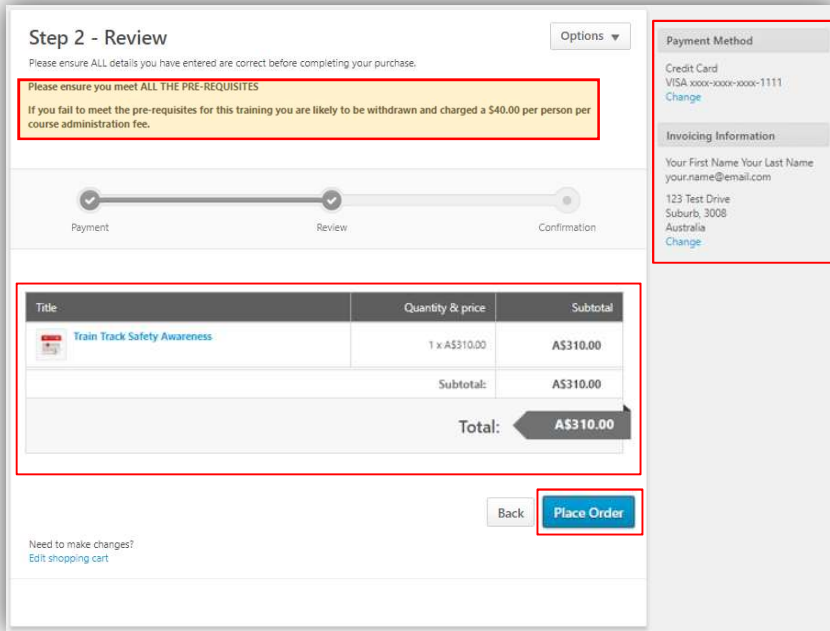 Step 2 - Review
Options
Please ensure ALL details you have entered are correct before completing your purchase.
Please ensure you meet ALL THE PRE-REQUISITES
If you fail to meet the pre-requisites for this training you are likely to be withdrawn and charged a $40.00 per person per
course administration fee.
Payment
Review
Confirmation
Title
Quantity & price
Subtotal
Train Track Safety Awareness
1 x A$310.00
A$310.00
Subtotal:
A$310.00
Total:
A$310.00
Back
Place Order
Need to make changes?
Edit shopping cart
Payment Method
Credit Card
VISA xxxx-xxxx-xxxx-1111
Change
Invoicing Information
Your First Name Your Last Name
your.name@email.com
123 Test Drive
Suburb, 3008
Australia
Change